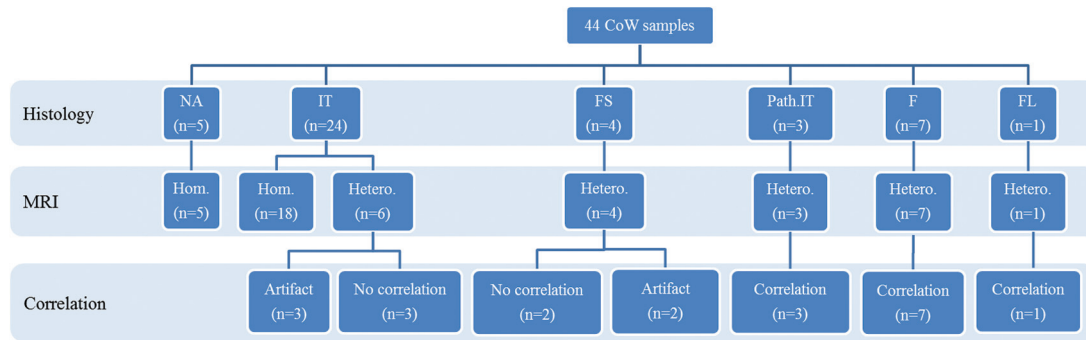 44 CoW samples
Histology
NA
(n=5)
IT
(n=24)
FS
(n=4)
Path.IT
(n=3)
F
(n=7)
FL
(n=1)
MRI
Hom.
(n=5)
Hom.
(n=18)
Hetero.
(n=6)
Hetero.
(n=4)
Hetero.
(n=3)
Hetero.
(n=7)
Hetero.
(n=1)
Correlation
Artifact
(n=3)
No correlation
(n=3)
No correlation
(n=2)
Artifact
(n=2)
Correlation
(n=3)
Correlation
(n=7)
Correlation
(n=1)